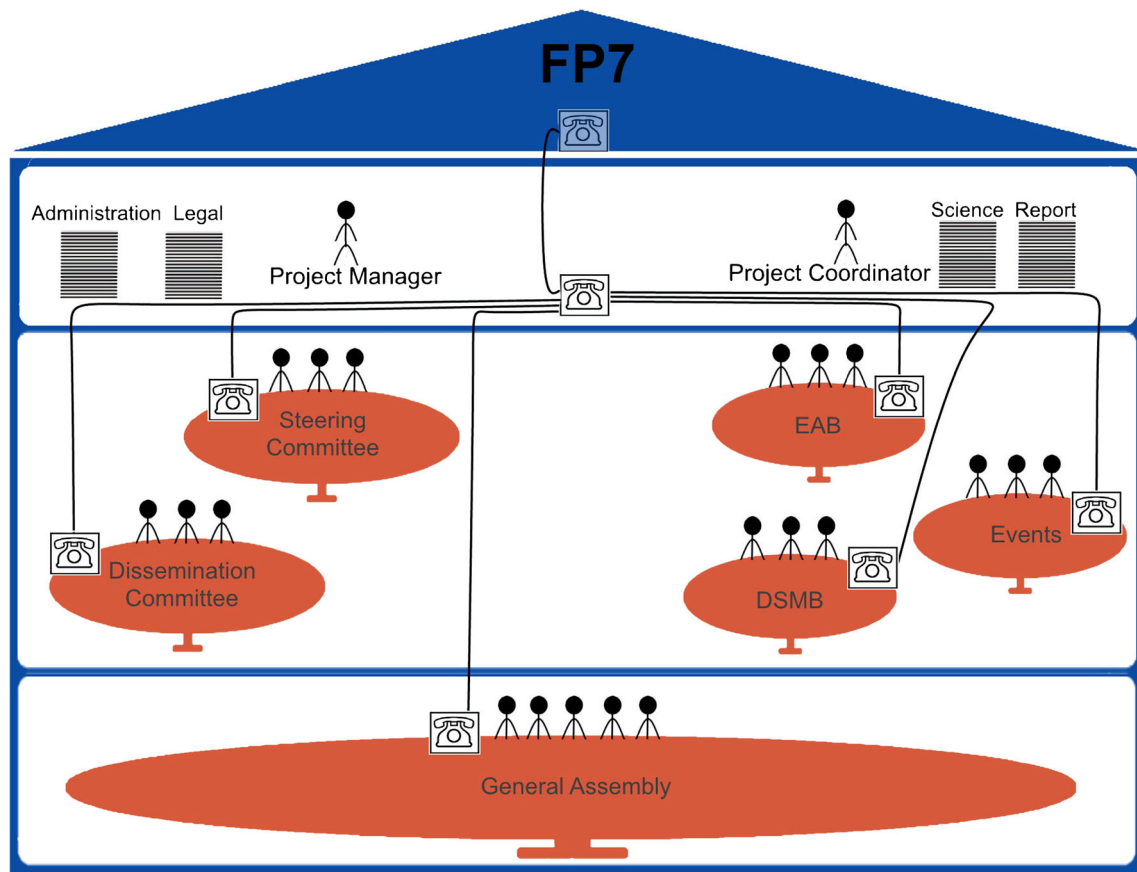 FP7
Administration Legal
Science Report
Project Manager
Project Coordinator
Steering
Committee
EAB
Events
Dissemination
Committee
DSMB
General Assembly